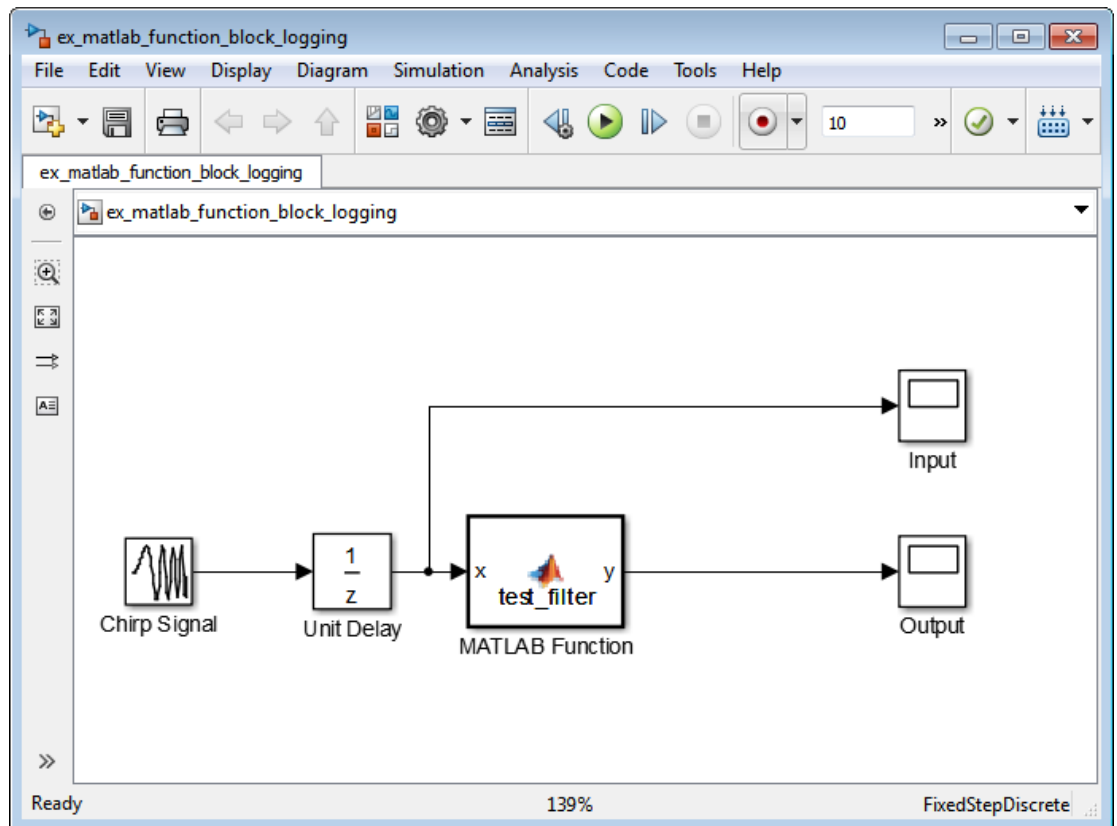 ex_matlab_function_block_logging
File Edit View Display Diagram Simulation Analysis Code Tools Help
10 »
ex_matlab_function_block_logging
ex_matlab_function_block_logging
A
Input
1
z
x test_filter y
Chirp Signal
Unit Delay
MATLAB Function
Output
»
Ready 139% FixedStepDiscrete